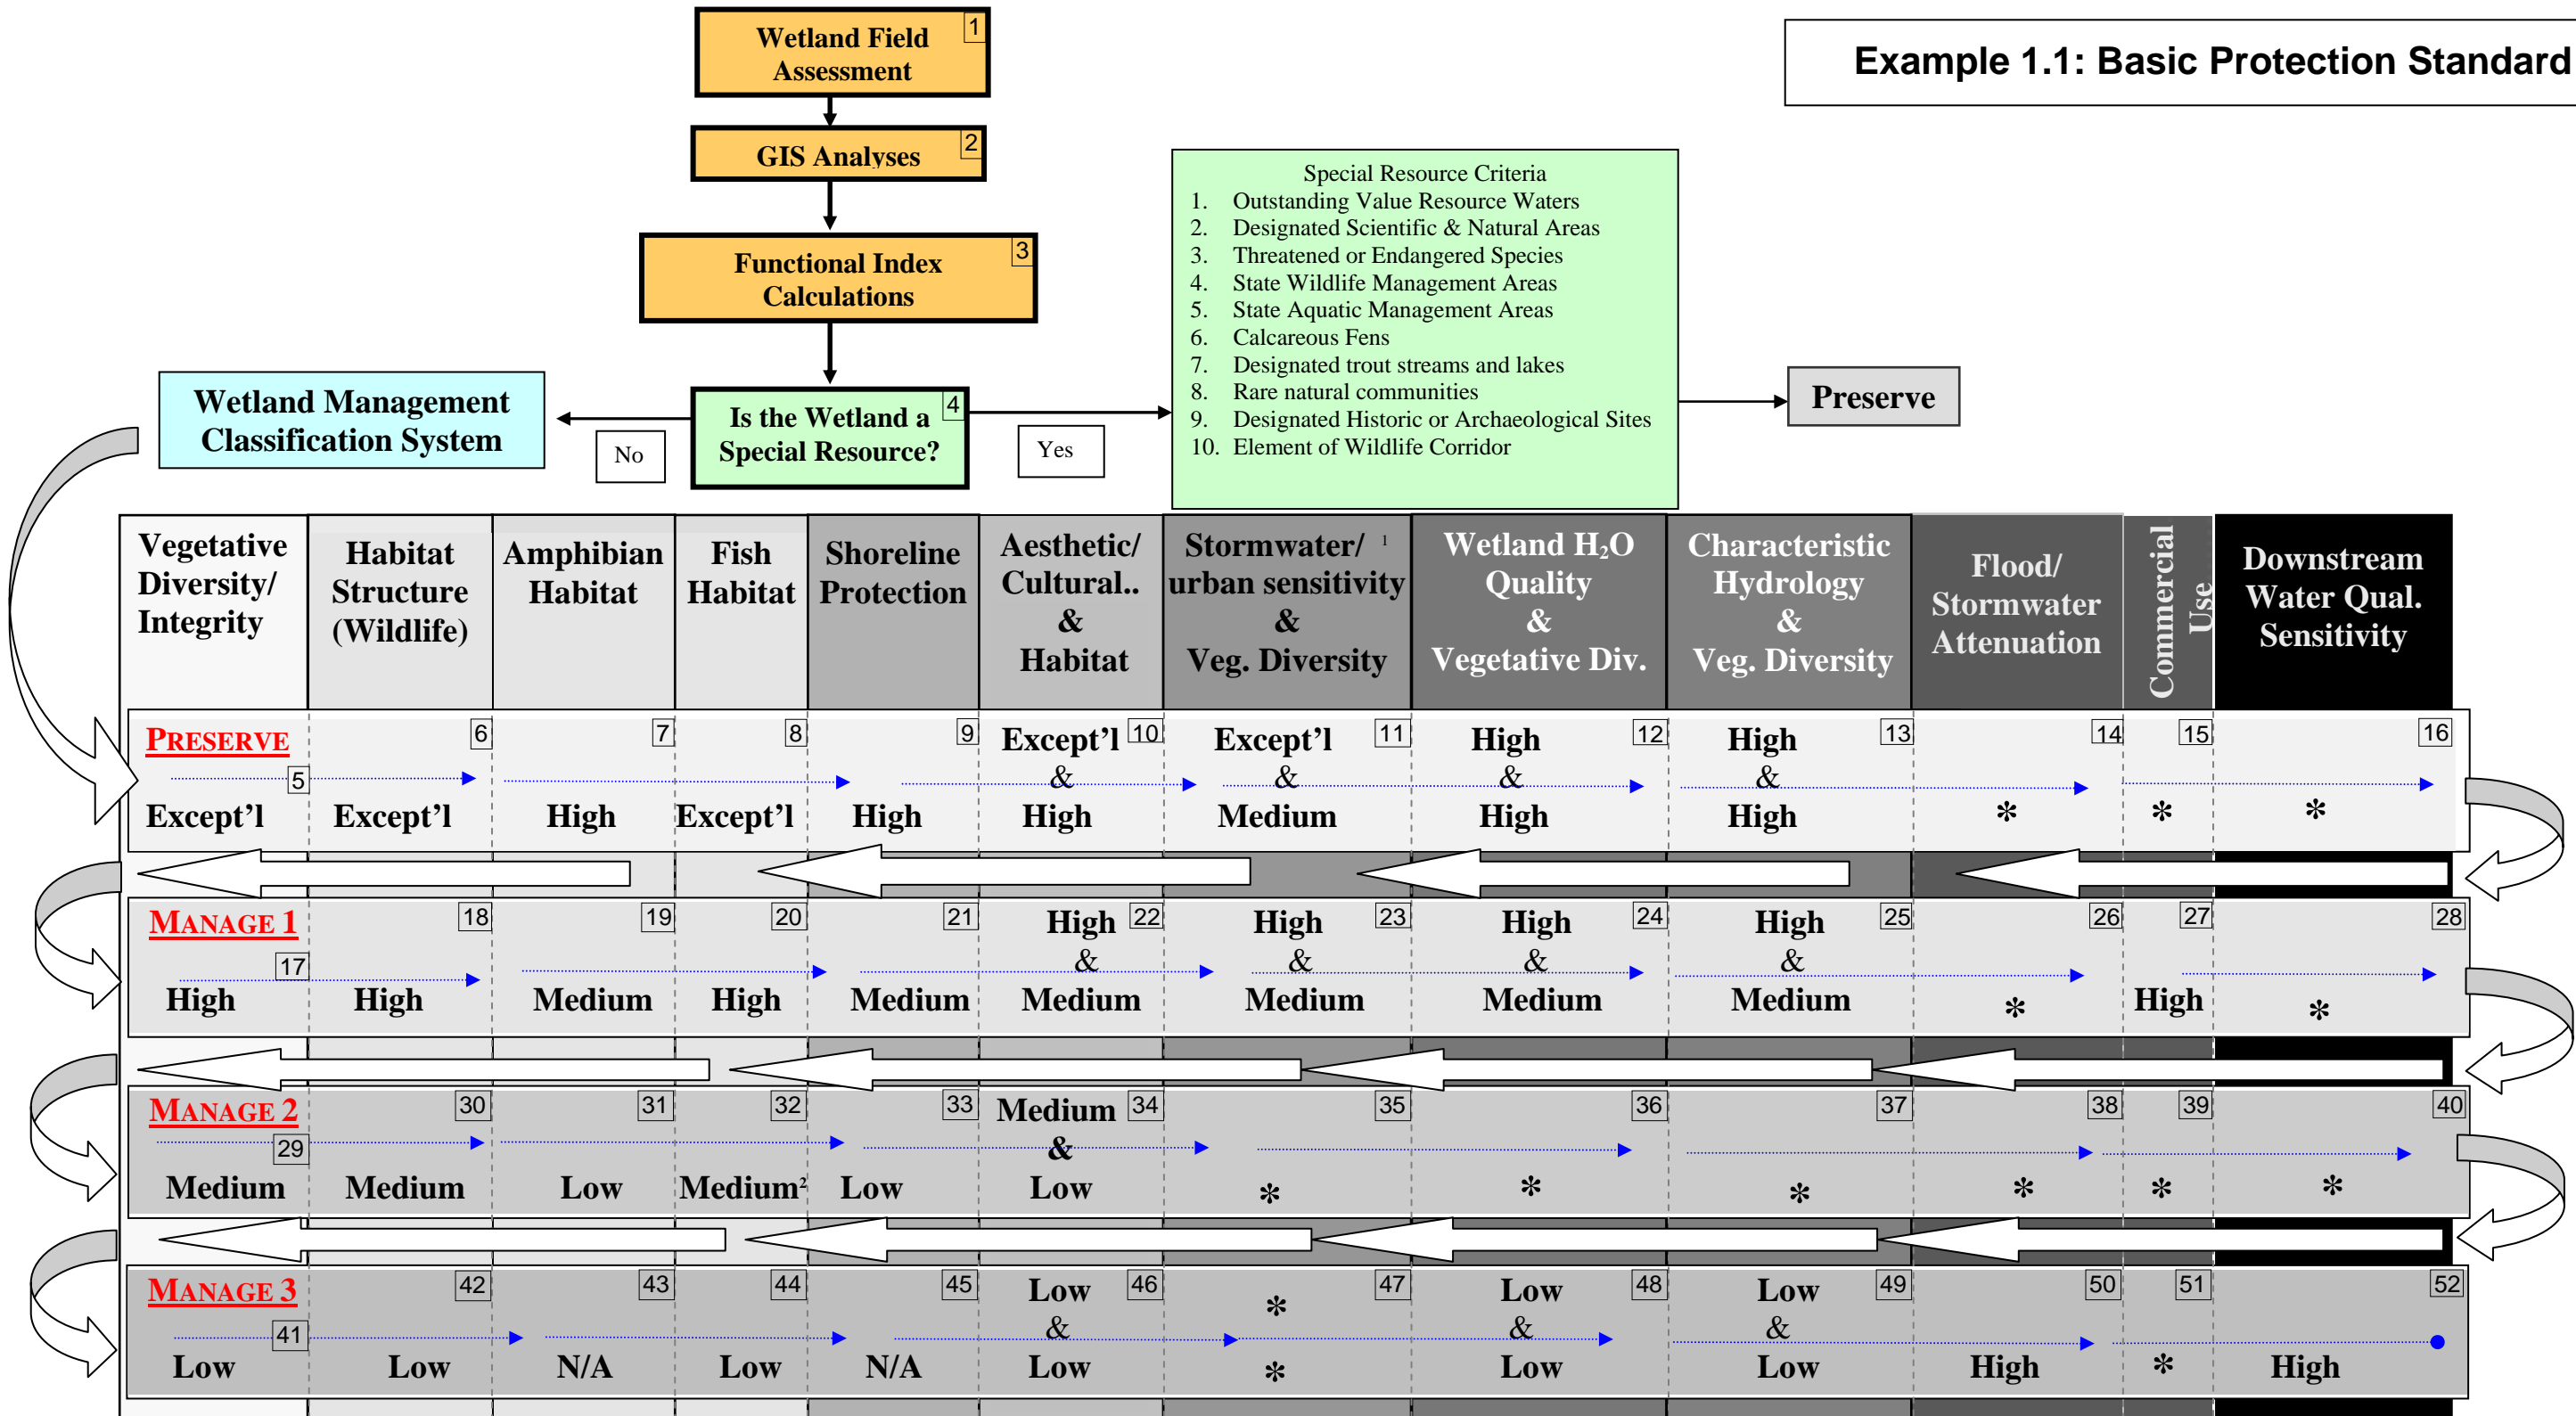 Example 1.1: Basic Protection Standard
1
Wetland Field
Assessment
2
GIS Analyses
3
Functional Index
Calculations
4
Is the Wetland a
Special Resource?
No
Yes
Wetland Management
Classification System
Special Resource Criteria
1. Outstanding Value Resource Waters
2. Designated Scientific & Natural Areas
3. Threatened or Endangered Species
4. State Wildlife Management Areas
5. State Aquatic Management Areas
6. Calcareous Fens
7. Designated trout streams and lakes
8. Rare natural communities
9. Designated Historic or Archaeological Sites
10. Element of Wildlife Corridor
Preserve
Vegetative
Diversity/
Integrity
Habitat
Structure
(Wildlife)
Amphibian
Habitat
Fish
Habitat
Shoreline
Protection
Aesthetic/
Cultural..
&
Habitat
Stormwater/ 1
urban sensitivity
&
Veg. Diversity
Wetland H2O
Quality
&
Vegetative Div.
Characteristic
Hydrology
&
Veg. Diversity
Flood/
Stormwater
Attenuation
Commercial
Use
Downstream
Water Qual.
Sensitivity
PRESERVE
5
Except'l
6
Except'l
7
High
8
Except'l
9
High
10
Except'l
&
High
11
Except'l
&
Medium
12
High
&
High
13
High
&
High
14
*
15
*
16
*
MANAGE 1
17
High
18
High
19
Medium
20
High
21
Medium
22
High
&
Medium
23
High
&
Medium
24
High
&
Medium
25
High
&
Medium
26
*
27
High
28
*
MANAGE 2
29
Medium
30
Medium
31
Low
32
Medium2
33
Low
34
Medium
&
Low
35
*
36
*
37
*
38
*
39
*
40
*
MANAGE 3
41
Low
42
Low
43
N/A
44
Low
45
N/A
46
Low
&
Low
47
*
*
48
Low
&
Low
49
Low
&
Low
50
High
51
*
52
High